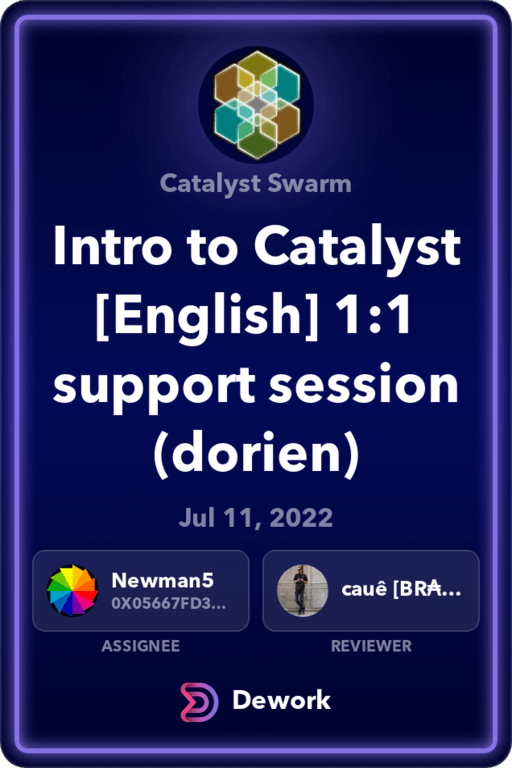 Catalyst Swarm
Intro to Catalyst
[English] 1:1
support session
(dorien)
Jul 11, 2022
Newman5
0X05667FD3...
cauê [BR₳...
ASSIGNEE
REVIEWER
Dework